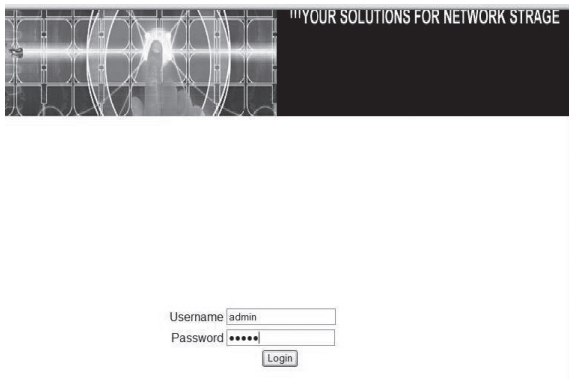 !!!YOUR SOLUTIONS FOR NETWORK STRAGE
Username admin
Password •••••
Login